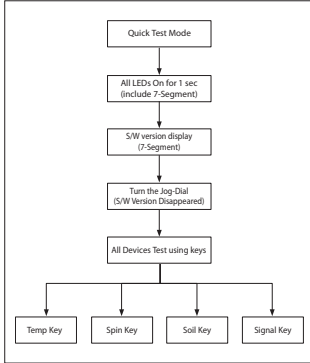 Quick Test Mode
All LEDs On for 1 sec
(include 7-Segment)
S/W version display
(7-Segment)
Turn the Jog-Dial
(S/W Version Disappeared)
All Devices Test using keys
Temp Key
Spin Key
Soil Key
Signal Key